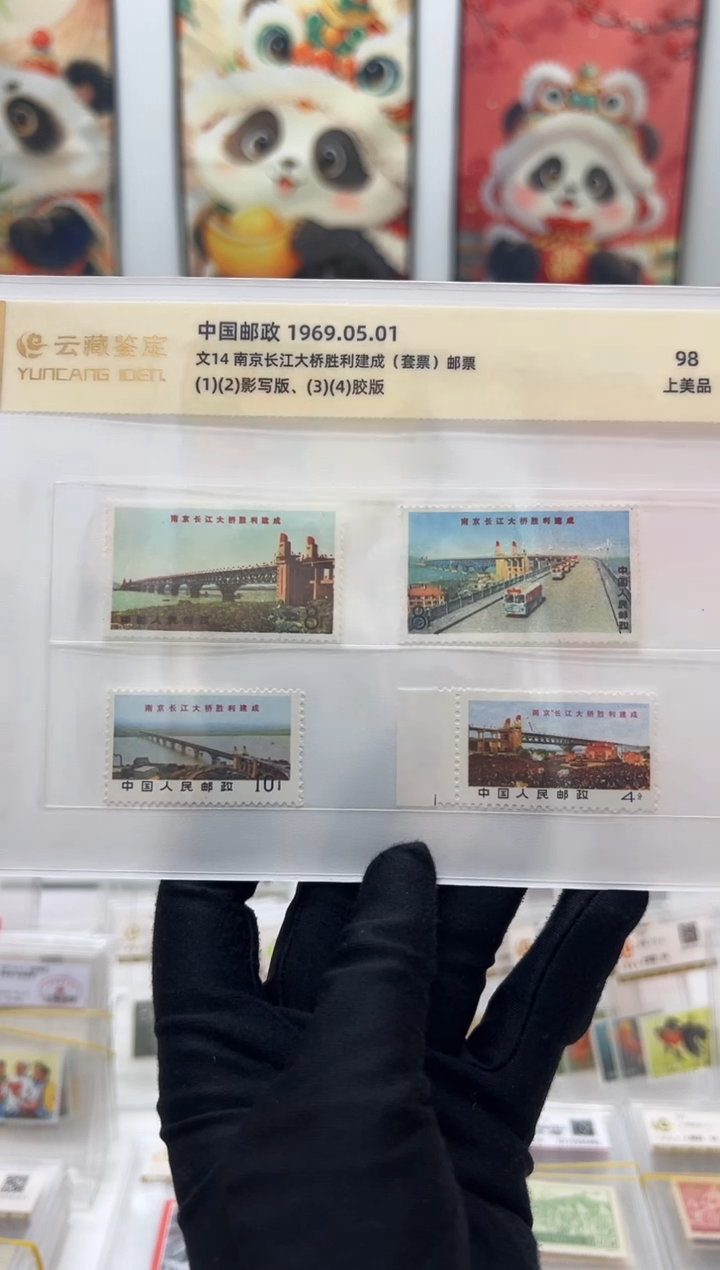 云藏鉴定
YUNCANG IDEN.
中国邮政 1969.05.01
文14 南京长江大桥胜利建成（套票）邮票
(1)(2)影写版、(3)(4)胶版
98
上美品
南京长江大桥胜利建成
8
南京长江大桥胜利建成
8
中国人民邮政
南京长江大桥胜利建成
中国人民邮政
10
南京长江大桥胜利建成
中国人民邮政
4分